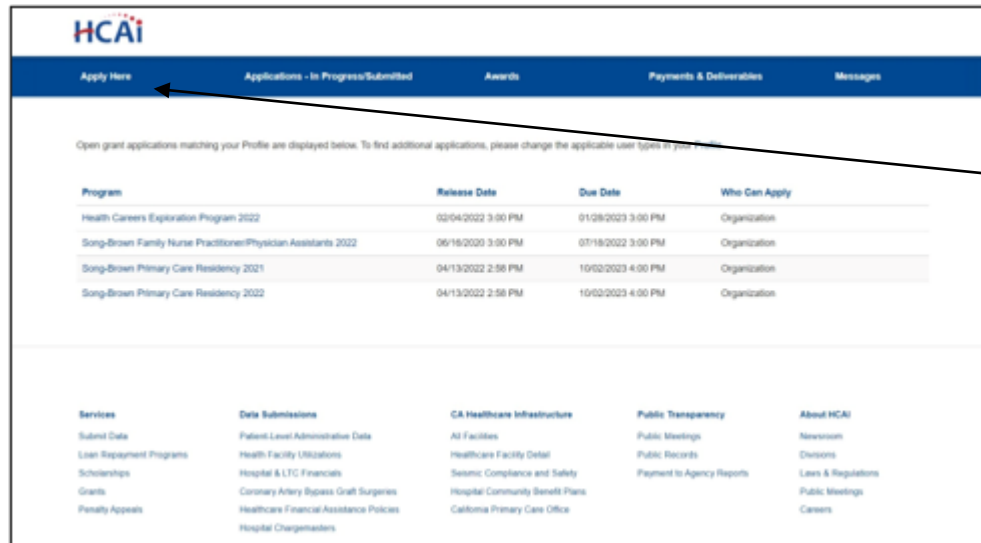 HCAi
Apply Here Applications - In Progress/Submitted Awards Payments & Deliverables Messages
Open grant applications matching your Profile are displayed below. To find additional applications, please change the applicable user types in your Profile.
Program Release Date Due Date Who Can Apply
Health Careers Exploration Program 2022 02/04/2022 3:00 PM 01/28/2023 3:00 PM Organization
Song-Brown Family Nurse Practitioner/Physician Assistants 2022 06/16/2020 3:00 PM 07/18/2022 3:00 PM Organization
Song-Brown Primary Care Residency 2021 04/13/2022 2:58 PM 10/02/2023 4:00 PM Organization
Song-Brown Primary Care Residency 2022 04/13/2022 2:58 PM 10/02/2023 4:00 PM Organization
Services Data Submissions CA Healthcare Infrastructure Public Transparency About HCAI
Submit Data Patient-Level Administrative Data All Facilities Public Meetings Newsroom
Loan Repayment Programs Health Facility Utilizations Healthcare Facility Detail Public Records Divisions
Scholarships Hospital & LTC Financials Seismic Compliance and Safety Payment to Agency Reports Laws & Regulations
Grants Coronary Artery Bypass Graft Surgeries Hospital Community Benefit Plans Public Meetings
Penalty Appeals Healthcare Financial Assistance Policies California Primary Care Office Careers
Hospital Chargemasters